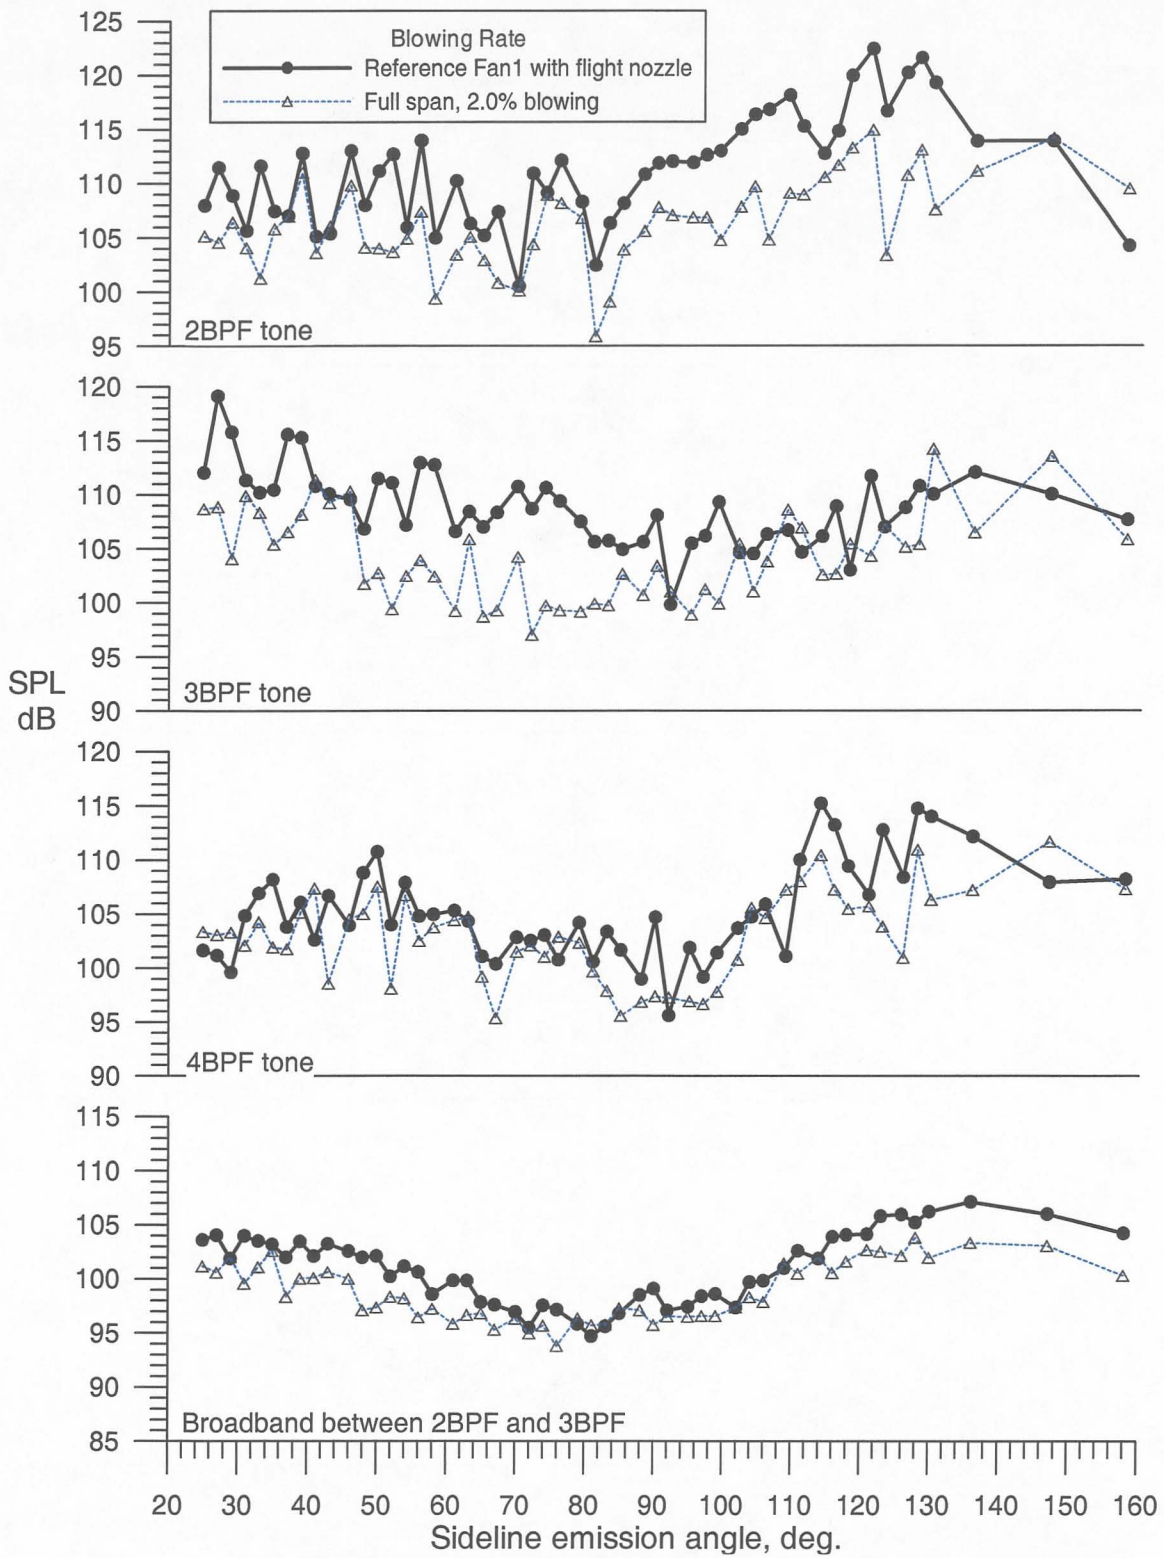 125
120
115
110
105
100
95
Blowing Rate
Reference Fan1 with flight nozzle
Full span, 2.0% blowing
2BPF tone
120
115
110
105
100
95
90
3BPF tone
SPL
dB
120
115
110
105
100
95
90
4BPF tone
115
110
105
100
95
90
85
Broadband between 2BPF and 3BPF
20 30 40 50 60 70 80 90 100 110 120 130 140 150 160
Sideline emission angle, deg.